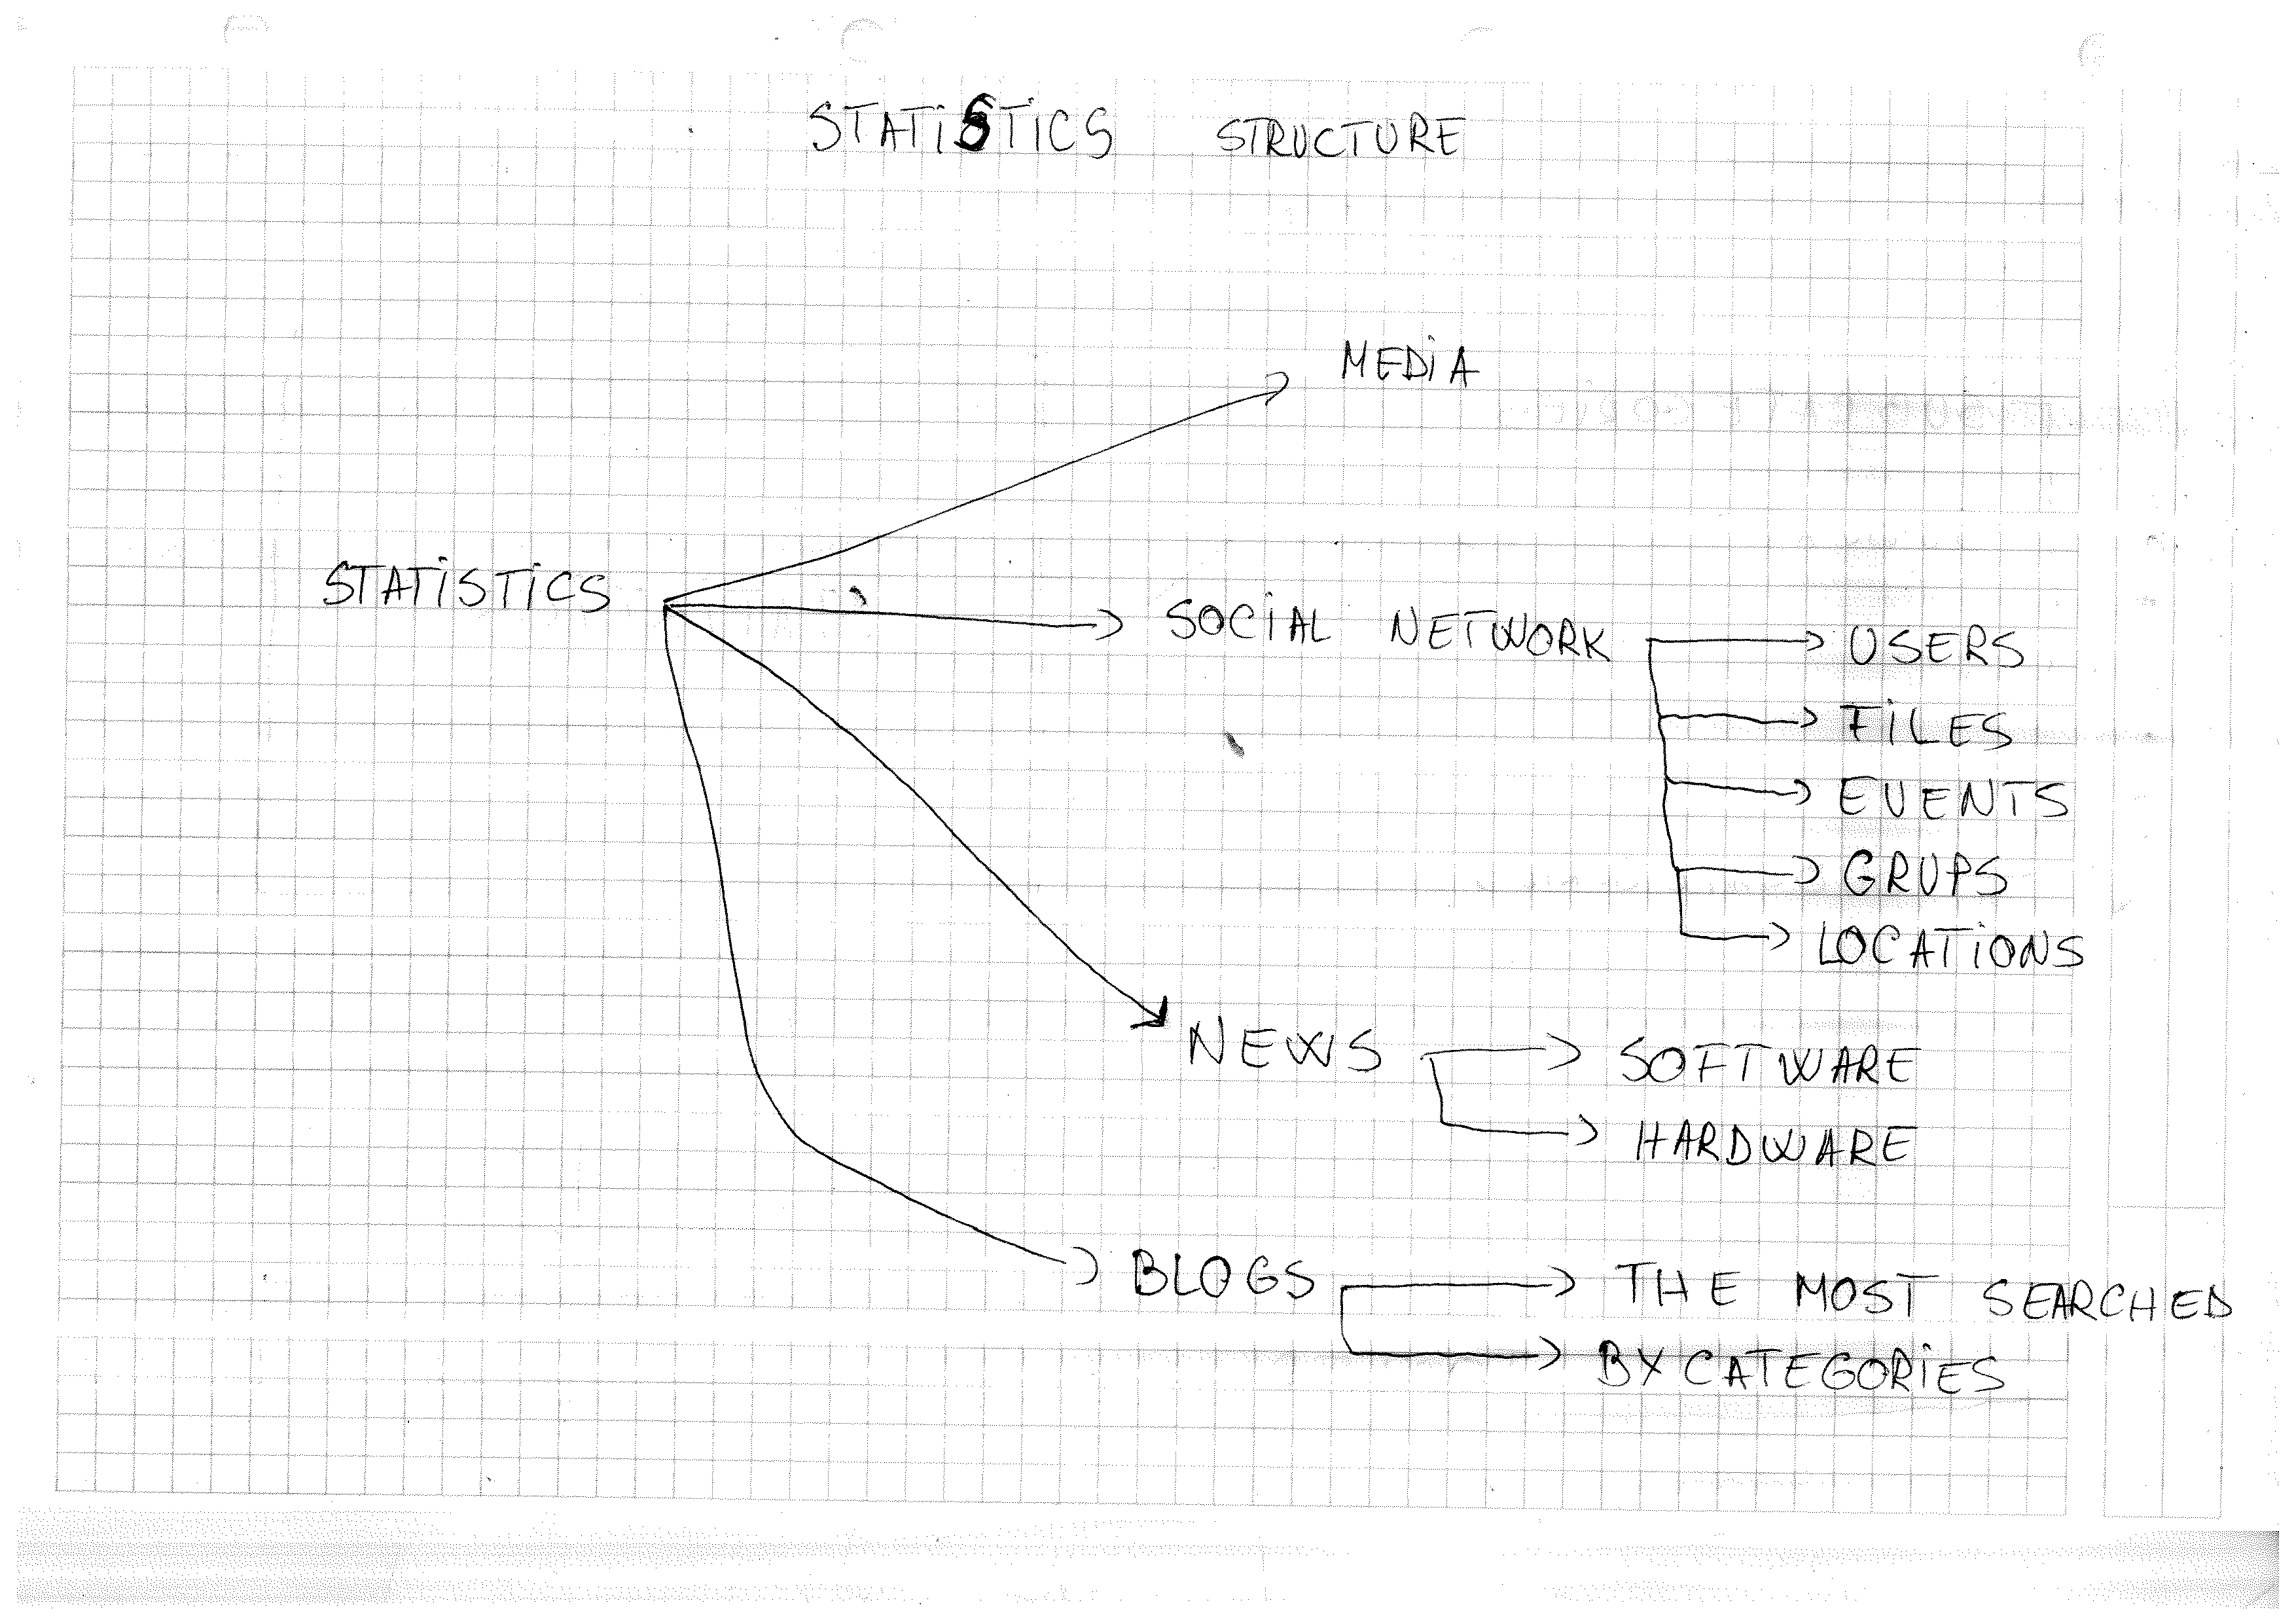 STATISTICS STRUCTURE
MEDIA
STATISTICS
SOCIAL NETWORK
USERS
FILES
EVENTS
GRUPS
LOCATIONS
NEWS
SOFTWARE
HARDWARE
BLOGS
THE MOST SEARCHED
BY CATEGORIES